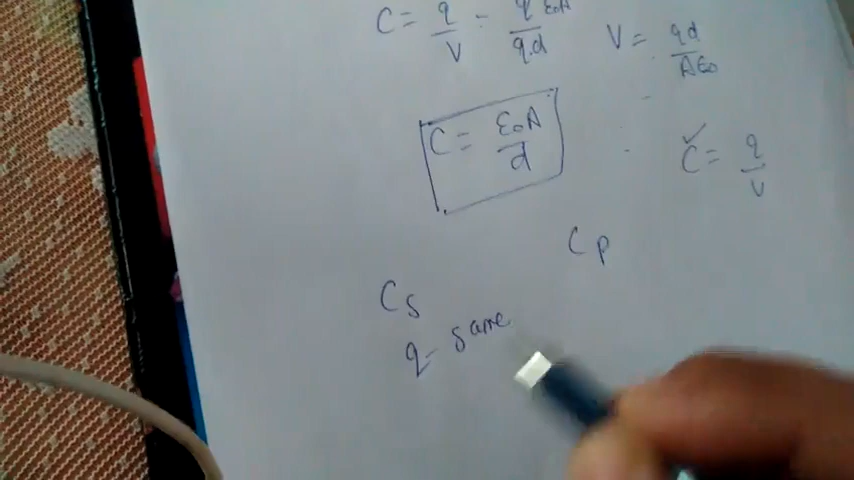 C = q/V = q ε₀A/q.d
V = qd/Aε₀
C = ε₀A/d
C = q/V
Cp
Cs
q - same